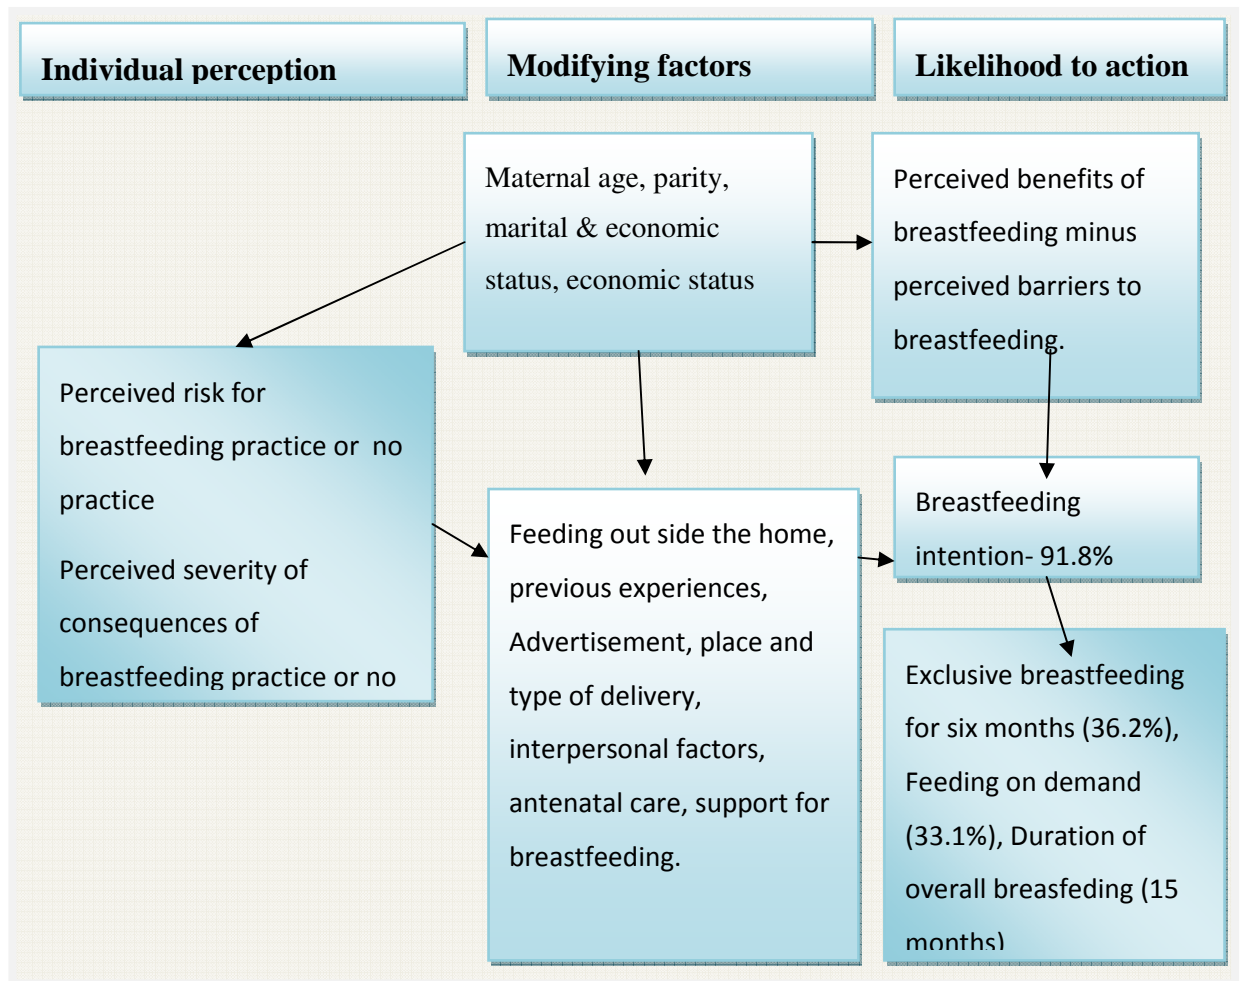 Individual perception
Modifying factors
Likelihood to action
Maternal age, parity,
marital & economic
status, economic status
Perceived benefits of
breastfeeding minus
perceived barriers to
breastfeeding.
Perceived risk for
breastfeeding practice or  no
practice
Perceived severity of
consequences of
breastfeeding practice or no
Feeding out side the home,
previous experiences,
Advertisement, place and
type of delivery,
interpersonal factors,
antenatal care, support for
breastfeeding.
Breastfeeding
intention- 91.8%
Exclusive breastfeeding
for six months (36.2%),
Feeding on demand
(33.1%), Duration of
overall breasfeding (15
months)